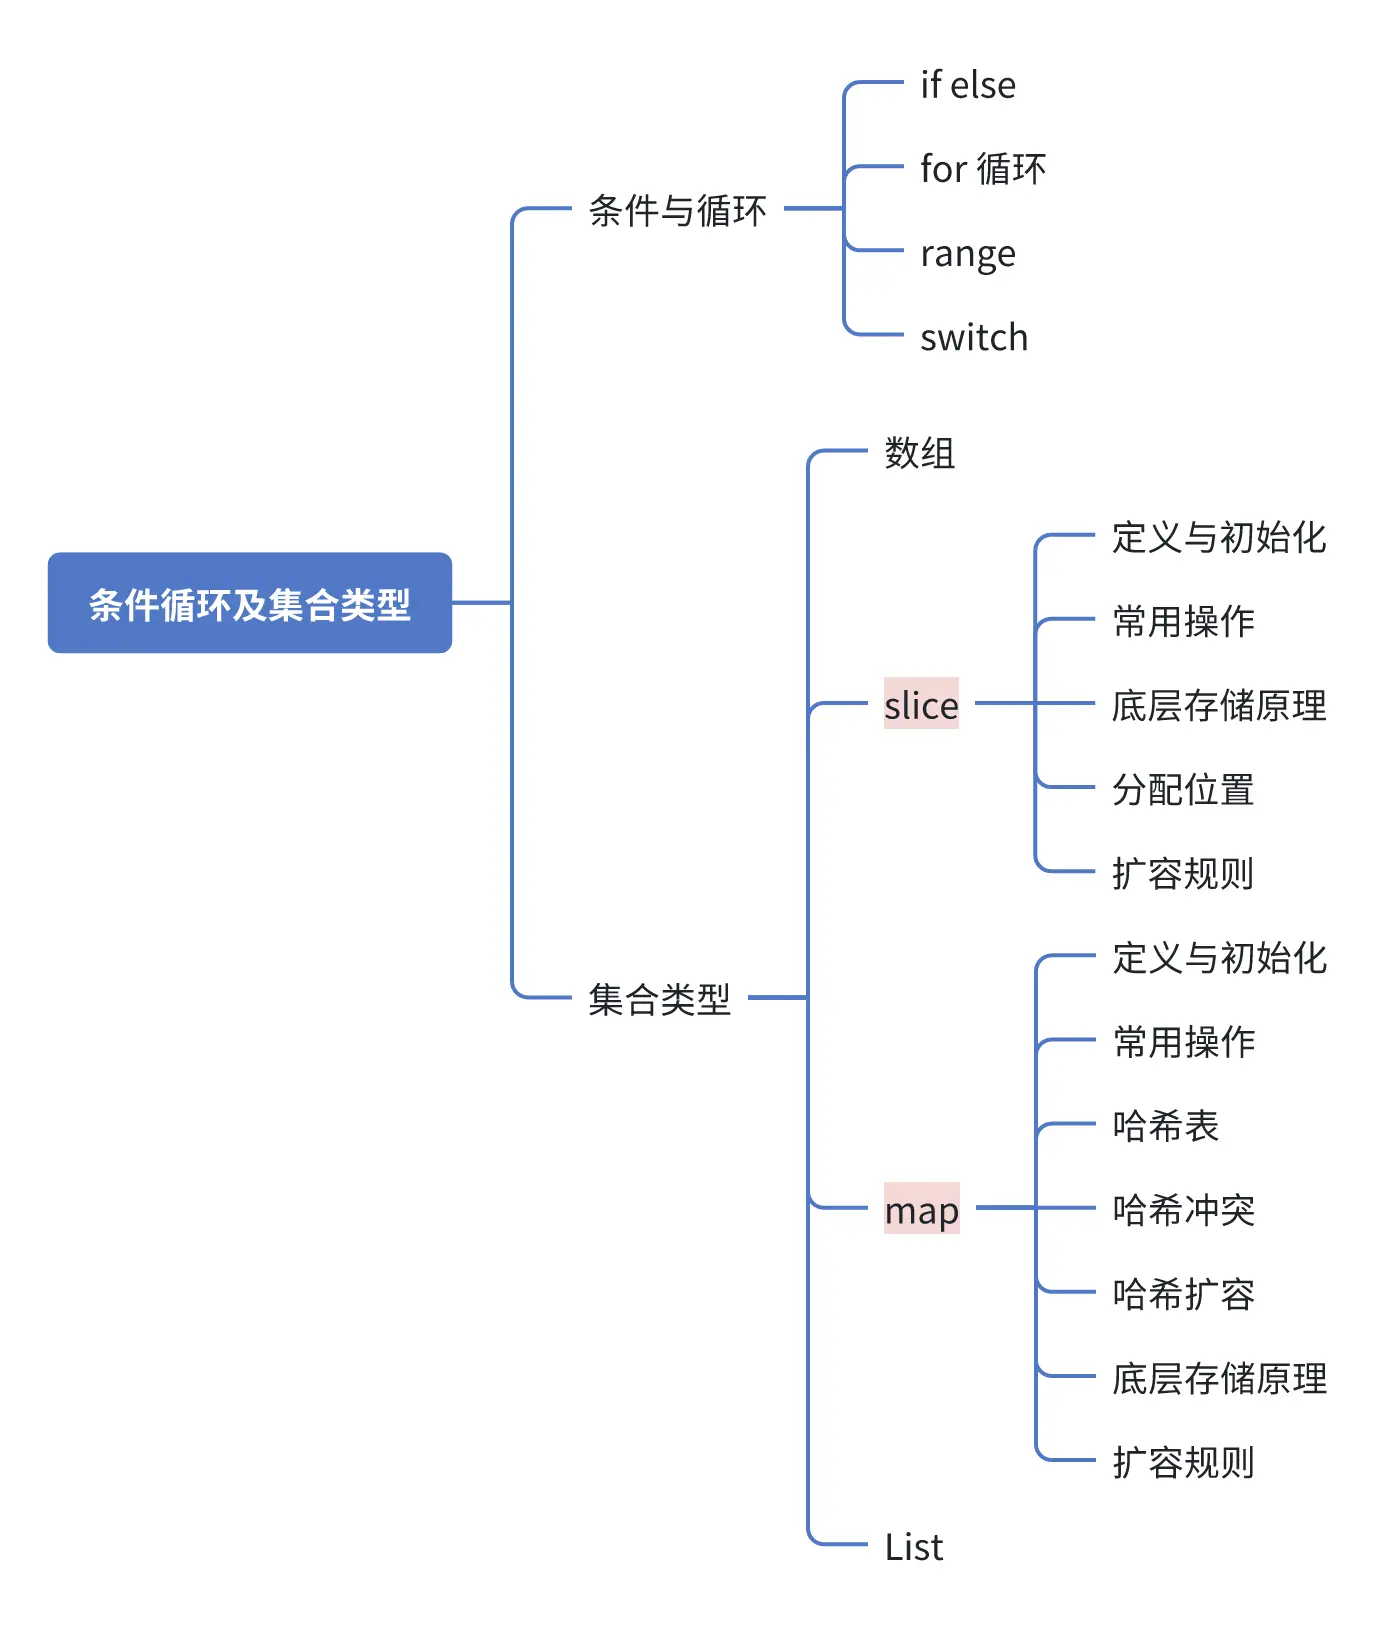 条件循环及集合类型
条件与循环
if else
for 循环
range
switch
集合类型
数组
slice
定义与初始化
常用操作
底层存储原理
分配位置
扩容规则
map
定义与初始化
常用操作
哈希表
哈希冲突
哈希扩容
底层存储原理
扩容规则
List